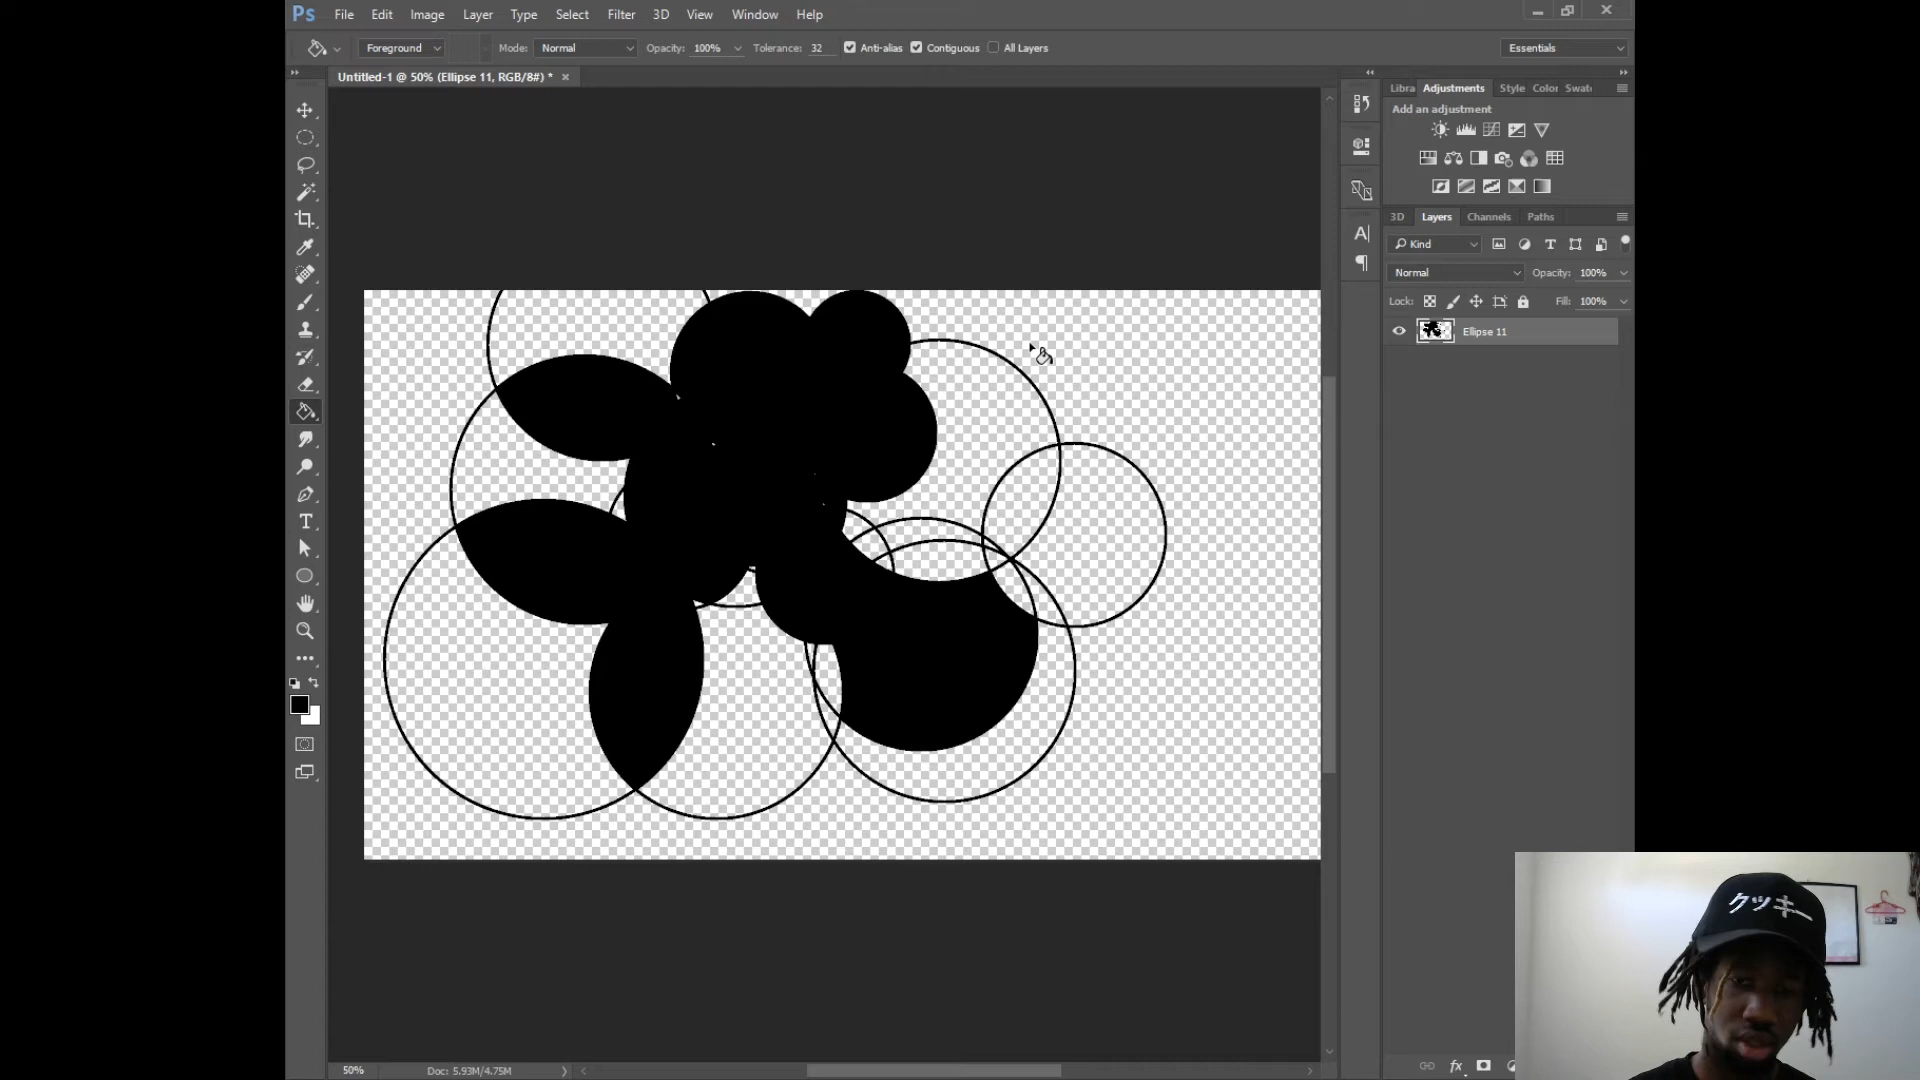 Ps File Edit Image Layer Type Select Filter 3D View Window Help
Foreground Mode: Normal Opacity: 100% Tolerance: 32 Anti-alias Contiguous All Layers Essentials
Untitled-1 @ 50% (Ellipse 11, RGB/8#) * ×
Libra Adjustments Style Color Swat
Add an adjustment
3D Layers Channels Paths
Kind
Normal Opacity: 100%
Lock: Fill: 100%
Ellipse 11
クッキー
fx
50% Doc: 5.93M/4.75M